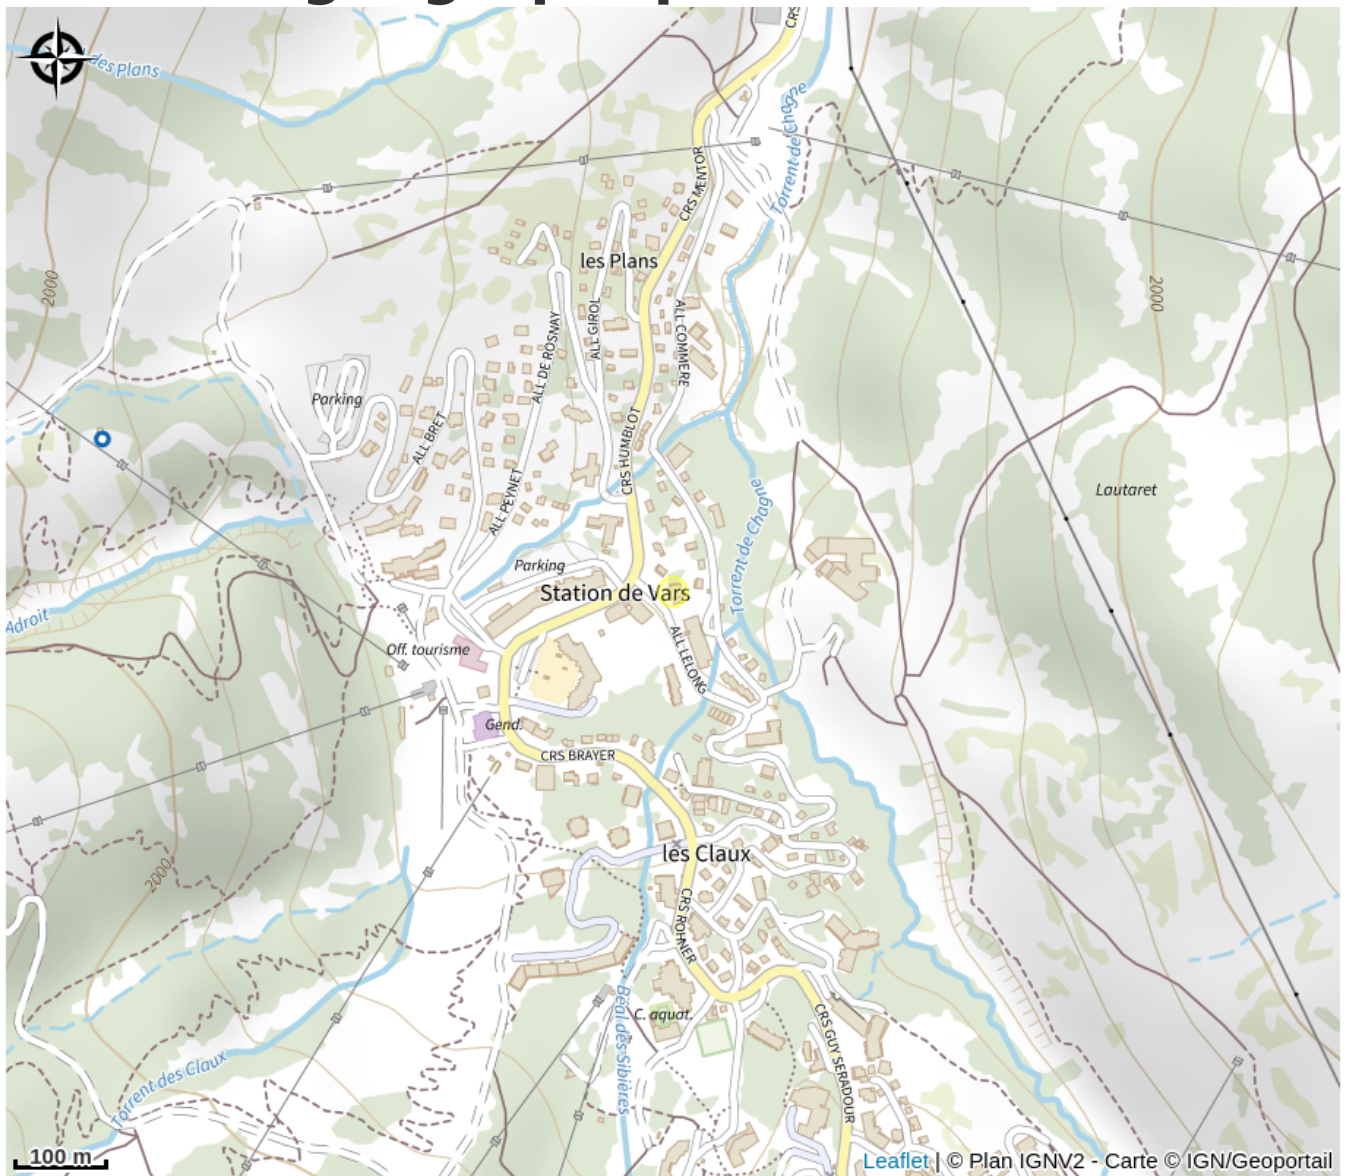 des Plans
CRS
Torrent de Chagne
CRS MENTOR
les Plans
2000
2000
ALL GIROL
ALL DE ROSNAY
ALL COMMERE
Parking
ALL BRET
CRS HUMBLOT
ALL PEYNET
Lautaret
Torrent de Chagne
Parking
Station de Vars
Adroit
Off. tourisme
ALL LELONG
Gend.
CRS BRAYER
les Claux
2000
CRS ROHNER
Béal des Sibières
C. aquat.
CRS GUY SERADOUR
Torrent des Claux
100 m
Leaflet | © Plan IGNV2 - Carte © IGN/Geoportail